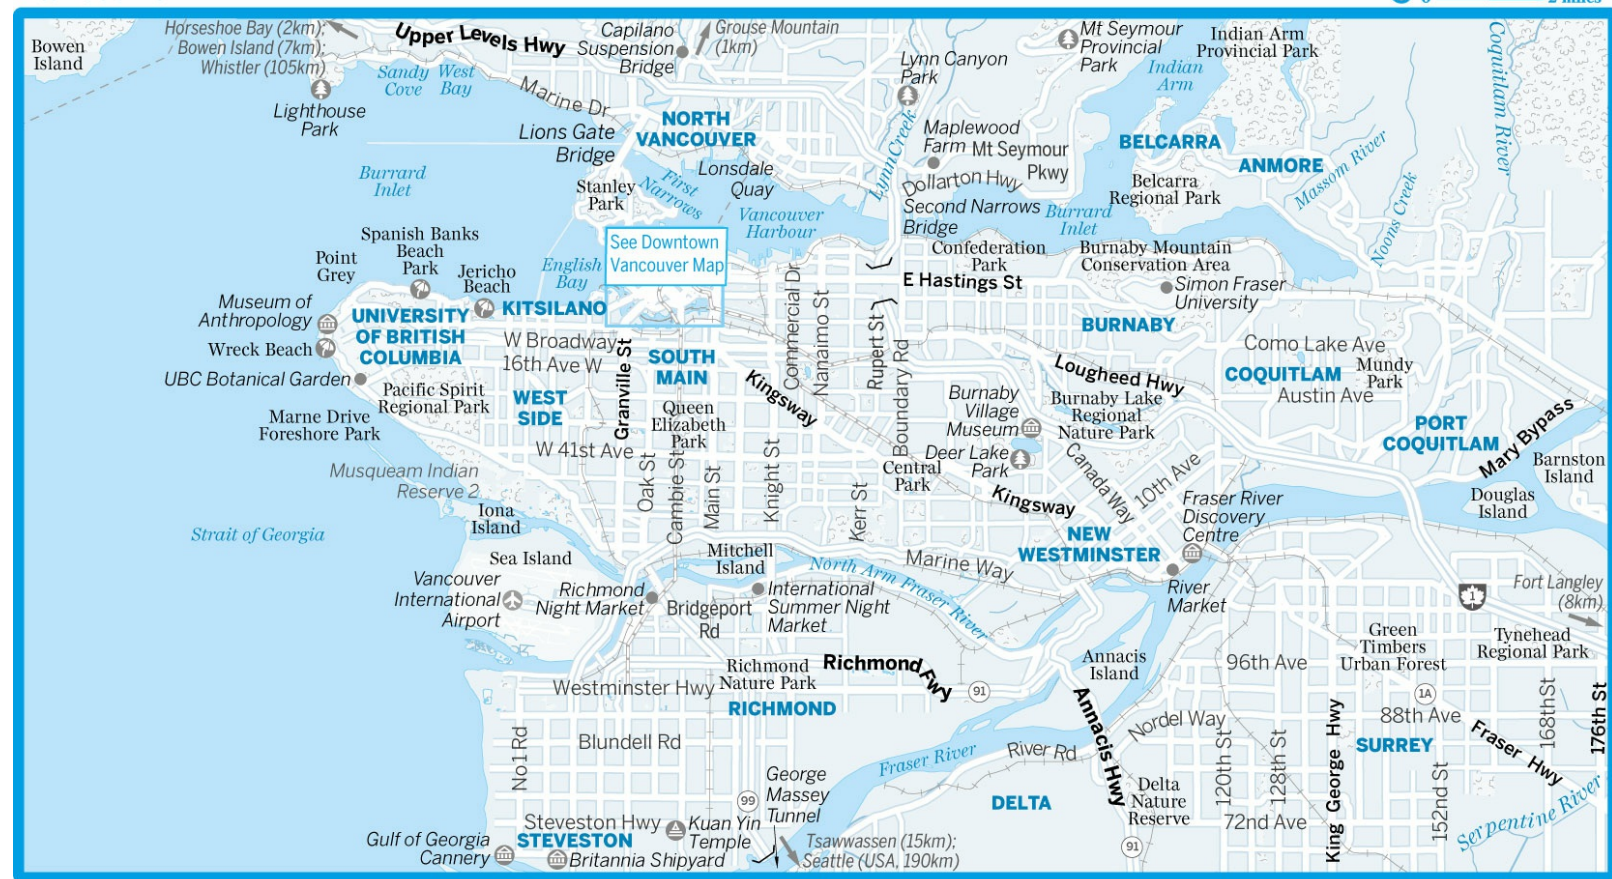 0
2 miles
Horseshoe Bay (2km);
Bowen Island (7km);
Whistler (105km)
Bowen
Island
Upper Levels Hwy
Capilano
Suspension
Bridge
Grouse Mountain
(1km)
Mt Seymour
Provincial
Park
Indian Arm
Provincial Park
Coquitlam River
Lynn Canyon
Park
Indian
Arm
Sandy
Cove
West
Bay
Marine Dr
Lighthouse
Park
Lions Gate
Bridge
NORTH
VANCOUVER
Lynn Creek
Maplewood
Farm
Mt Seymour
Pkwy
BELCARRA
ANMORE
Massom River
Noons Creek
Burrard
Inlet
Stanley
Park
First
Narrows
Lonsdale
Quay
Dollarton Hwy
Belcarra
Regional Park
Vancouver
Harbour
Second Narrows
Bridge
Burrard
Inlet
Spanish Banks
Beach
Park
Point
Grey
Jericho
Beach
English
Bay
See Downtown
Vancouver Map
Confederation
Park
Burnaby Mountain
Conservation Area
E Hastings St
Simon Fraser
University
Museum of
Anthropology
UNIVERSITY
OF BRITISH
COLUMBIA
KITSILANO
Wreck Beach
UBC Botanical Garden
W Broadway
16th Ave W
Granville St
SOUTH
MAIN
Commercial Dr
Nanaimo St
Rupert St
Boundary Rd
BURNABY
Como Lake Ave
COQUITLAM
Mundy
Park
Austin Ave
Lougheed Hwy
Kingsway
Pacific Spirit
Regional Park
WEST
SIDE
Queen
Elizabeth
Park
Burnaby
Village
Museum
Burnaby Lake
Regional
Nature Park
PORT
COQUITLAM
Mary Bypass
Marne Drive
Foreshore Park
W 41st Ave
Deer Lake
Park
Central
Park
Canada Way
10th Ave
Barnston
Island
Douglas
Island
Musqueam Indian
Reserve 2
Oak St
Cambie St
Main St
Knight St
Kerr St
Kingsway
Fraser River
Discovery
Centre
Iona
Island
Strait of Georgia
NEW
WESTMINSTER
Sea Island
Mitchell
Island
Marine Way
North Arm Fraser River
Vancouver
International
Airport
Richmond
Night Market
Bridgeport
Rd
International
Summer Night
Market
River
Market
1
Fort Langley
(8km)
Green
Timbers
Urban Forest
Tynehead
Regional Park
Richmond
Nature Park
Richmond Fwy
91
Annacis
Island
96th Ave
Westminster Hwy
RICHMOND
Annacis Hwy
Nordel Way
1A
88th Ave
168thSt
176th St
No1 Rd
Blundell Rd
Fraser River
River Rd
SURREY
Fraser Hwy
120th St
128th St
King George Hwy
152nd St
George
Massey
Tunnel
99
DELTA
Delta
Nature
Reserve
72nd Ave
Serpentine River
Steveston Hwy
STEVESTON
Kuan Yin
Temple
Gulf of Georgia
Cannery
Britannia Shipyard
Tsawwassen (15km);
Seattle (USA, 190km)
91